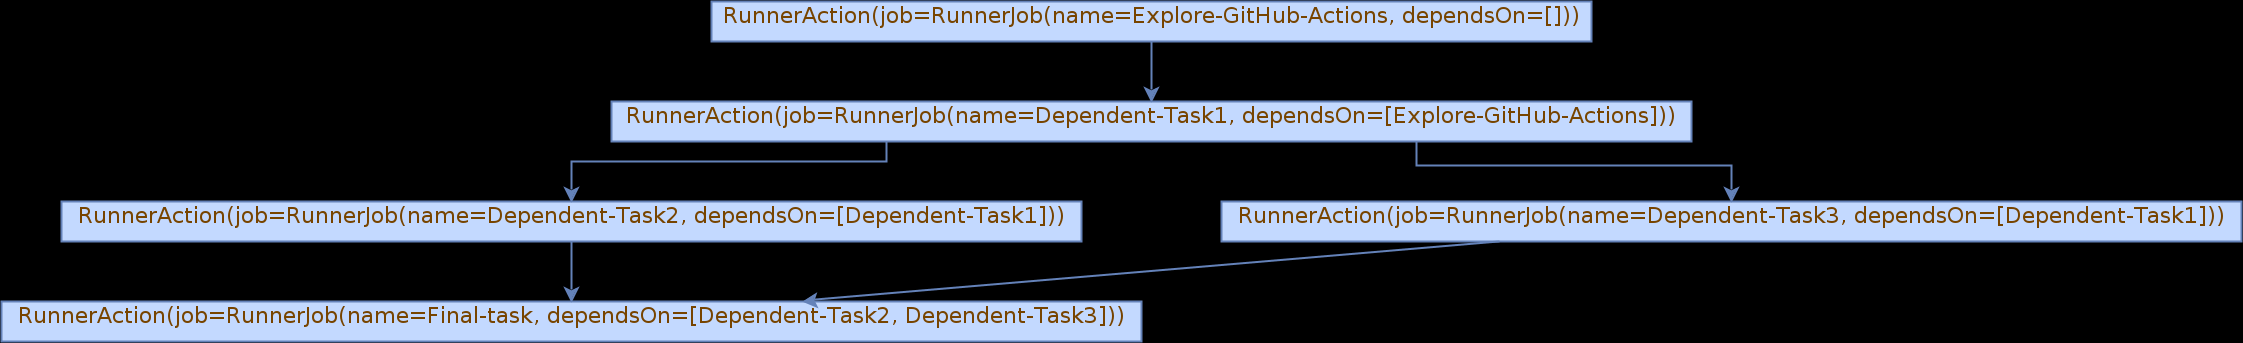 RunnerAction(job=RunnerJob(name=Explore-GitHub-Actions, dependsOn=[]))
RunnerAction(job=RunnerJob(name=Dependent-Task1, dependsOn=[Explore-GitHub-Actions]))
RunnerAction(job=RunnerJob(name=Dependent-Task2, dependsOn=[Dependent-Task1]))
RunnerAction(job=RunnerJob(name=Dependent-Task3, dependsOn=[Dependent-Task1]))
RunnerAction(job=RunnerJob(name=Final-task, dependsOn=[Dependent-Task2, Dependent-Task3]))